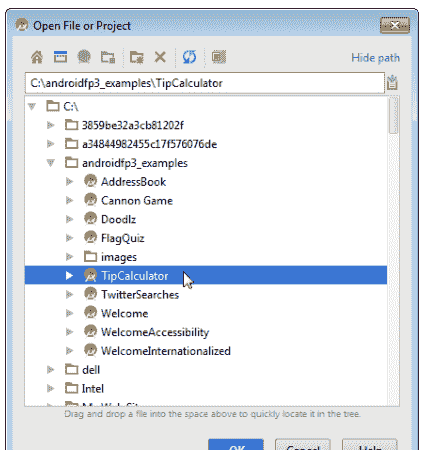 Open File or Project
Hide path
C:\androidfp3_examples\TipCalculator
C:\
3859be32a3cb81202f
a34844982455c17f576076de
androidfp3_examples
AddressBook
Cannon Game
Doodlz
FlagQuiz
images
TipCalculator
TwitterSearches
Welcome
WelcomeAccessibility
WelcomeInternationalized
dell
Intel
Drag and drop a file into the space above to quickly locate it in the tree.
OK Cancel Help